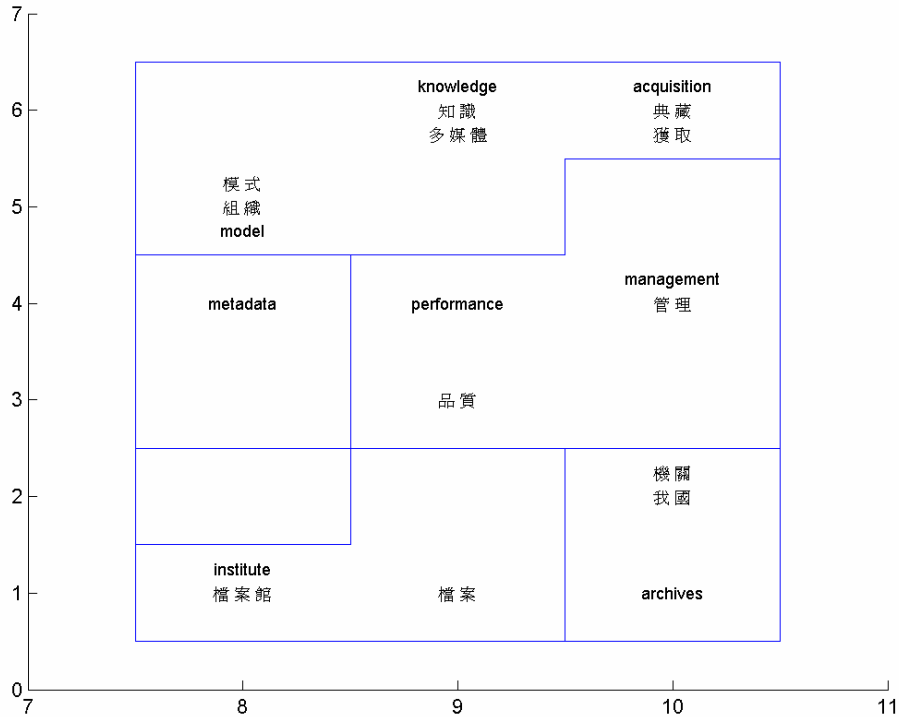 7
6
5
4
3
2
1
0
knowledge
知識
多媒體
acquisition
典藏
獲取
模式
組織
model
metadata
performance
management
管理
品質
機關
我國
institute
檔案館
檔案
archives
7
8
9
10
11